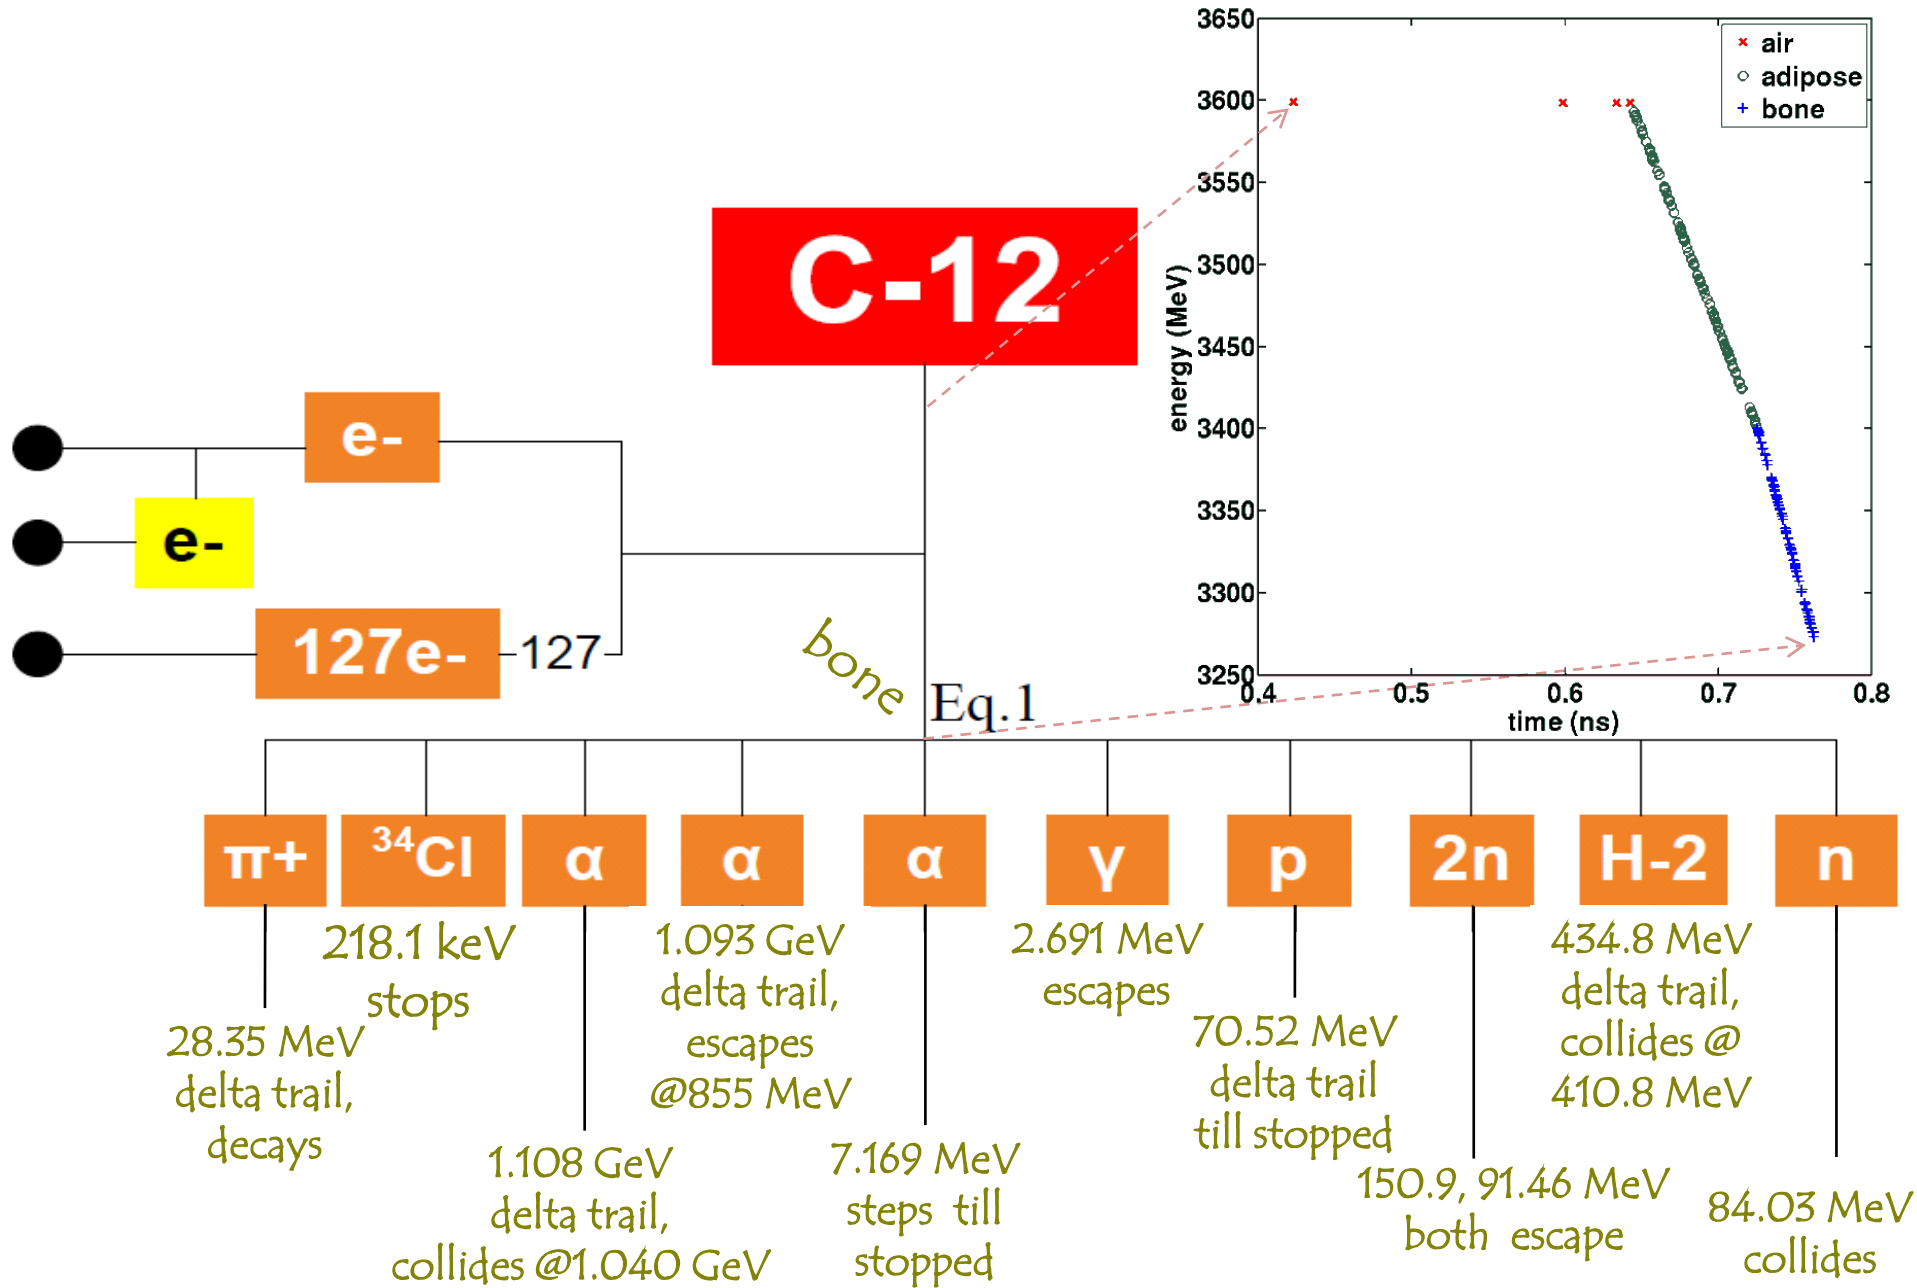 3650
3600
3550
3500
3450
3400
3350
3300
3250
energy (MeV)
0.4
0.5
0.6
0.7
0.8
time (ns)
air
adipose
bone
C-12
e-
e-
127e-
127
bone
Eq.1
π+
³⁴Cl
α
α
α
γ
p
2n
H-2
n
28.35 MeV
delta trail,
decays
218.1 keV
stops
1.108 GeV
delta trail,
collides @1.040 GeV
1.093 GeV
delta trail,
escapes
@855 MeV
7.169 MeV
steps till
stopped
2.691 MeV
escapes
70.52 MeV
delta trail
till stopped
150.9, 91.46 MeV
both escape
434.8 MeV
delta trail,
collides @
410.8 MeV
84.03 MeV
collides